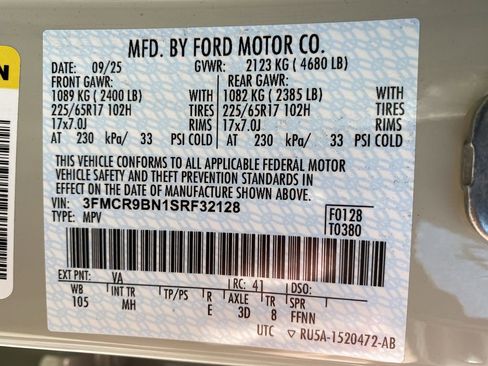 MFD. BY FORD MOTOR CO.
DATE: 09/25 GVWR: 2123 KG ( 4680 LB)
FRONT GAWR: REAR GAWR:
1089 KG ( 2400 LB) WITH 1082 KG ( 2385 LB) WITH
225/65R17 102H TIRES 225/65R17 102H TIRES
17x7.0J RIMS 17x7.0J RIMS
AT 230 kPa/ 33 PSI COLD AT 230 kPa/ 33 PSI COLD
THIS VEHICLE CONFORMS TO ALL APPLICABLE FEDERAL MOTOR
VEHICLE SAFETY AND THEFT PREVENTION STANDARDS IN
EFFECT ON THE DATE OF MANUFACTURE SHOWN ABOVE.
VIN: 3FMCR9BN1SRF32128 F0128
TYPE: MPV T0380
EXT PNT: VA RC: 41 DSO:
WB INT TR TP/PS R AXLE TR SPR
105 MH E 3D 8 FFNN
UTC RU5A-1520472-AB